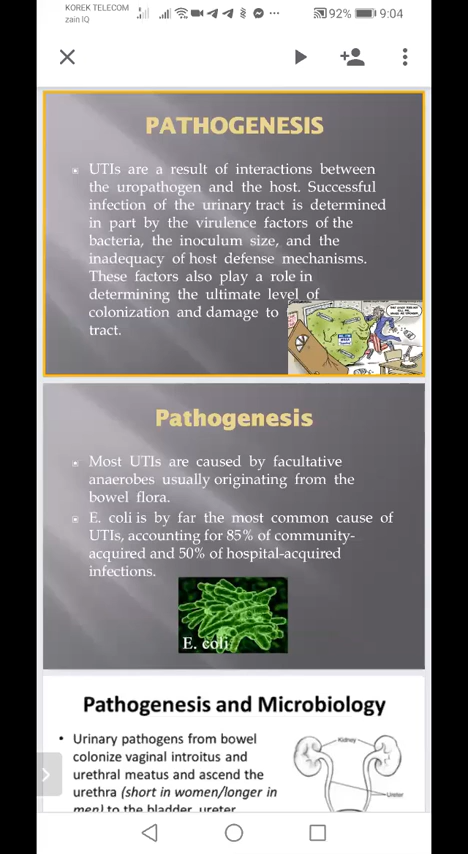 KOREK TELECOM
zain IQ
92% 9:04
PATHOGENESIS
UTIs are a result of interactions between
the uropathogen and the host. Successful
infection of the urinary tract is determined
in part by the virulence factors of the
bacteria, the inoculum size, and the
inadequacy of host defense mechanisms.
These factors also play a role in
determining the ultimate level of
colonization and damage to
tract.
Pathogenesis
Most UTIs are caused by facultative
anaerobes usually originating from the
bowel flora.
E. coli is by far the most common cause of
UTIs, accounting for 85% of community-
acquired and 50% of hospital-acquired
infections.
E. coli
Pathogenesis and Microbiology
• Urinary pathogens from bowel
colonize vaginal introitus and
urethral meatus and ascend the
urethra (short in women/longer in
men) to the bladder, ureter
Kidney
Ureter